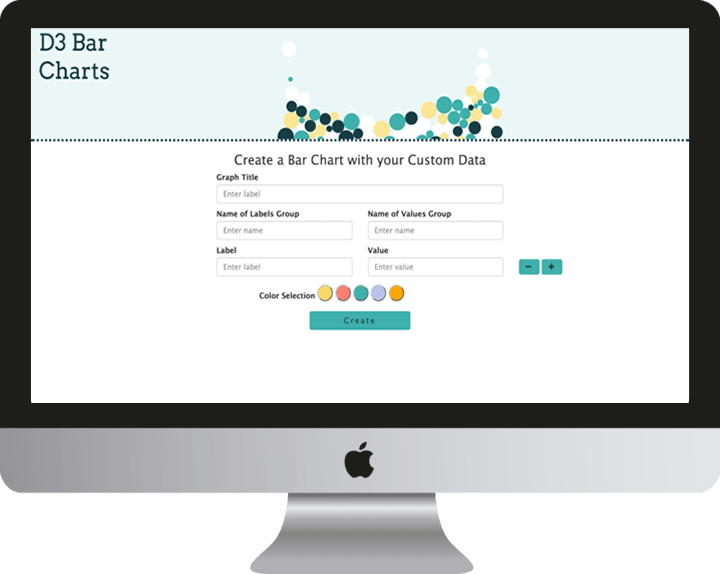 D3 Bar
Charts
Create a Bar Chart with your Custom Data
Graph Title
Enter label
Name of Labels Group Name of Values Group
Enter name Enter name
Label Value
Enter label Enter value − +
Color Selection
Create